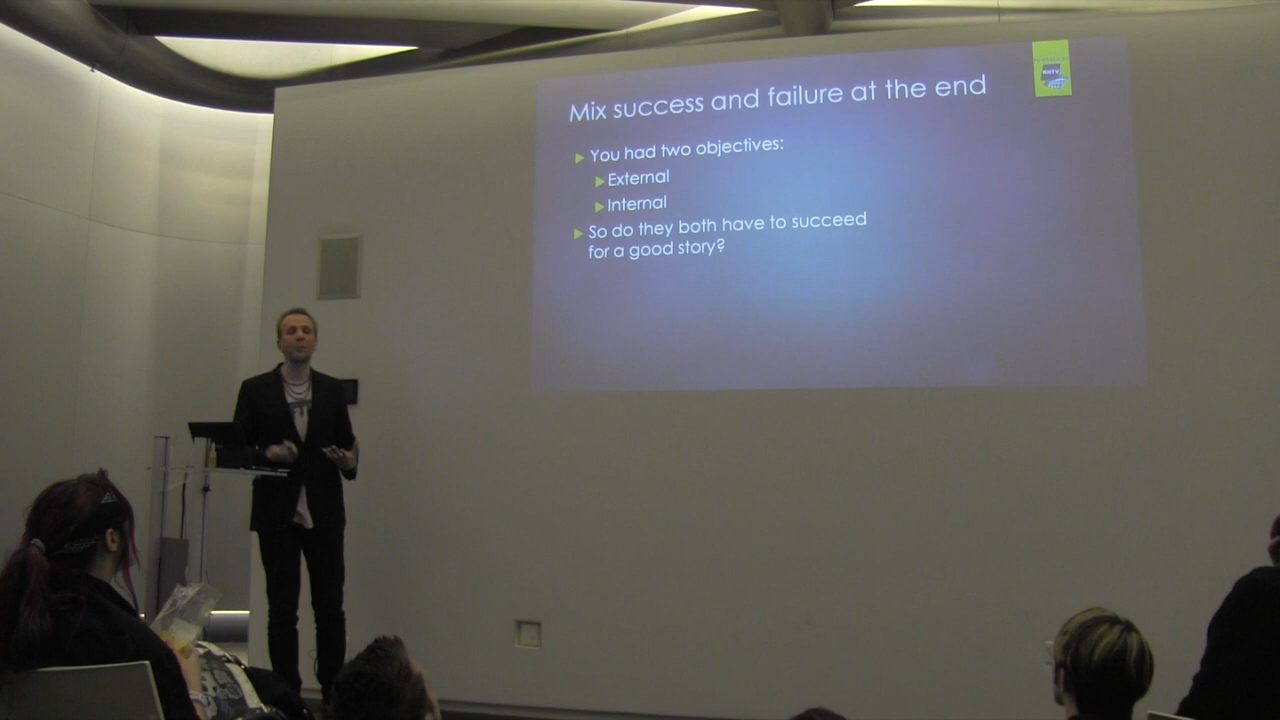 Mix success and failure at the end
You had two objectives:
External
Internal
So do they both have to succeed
for a good story?